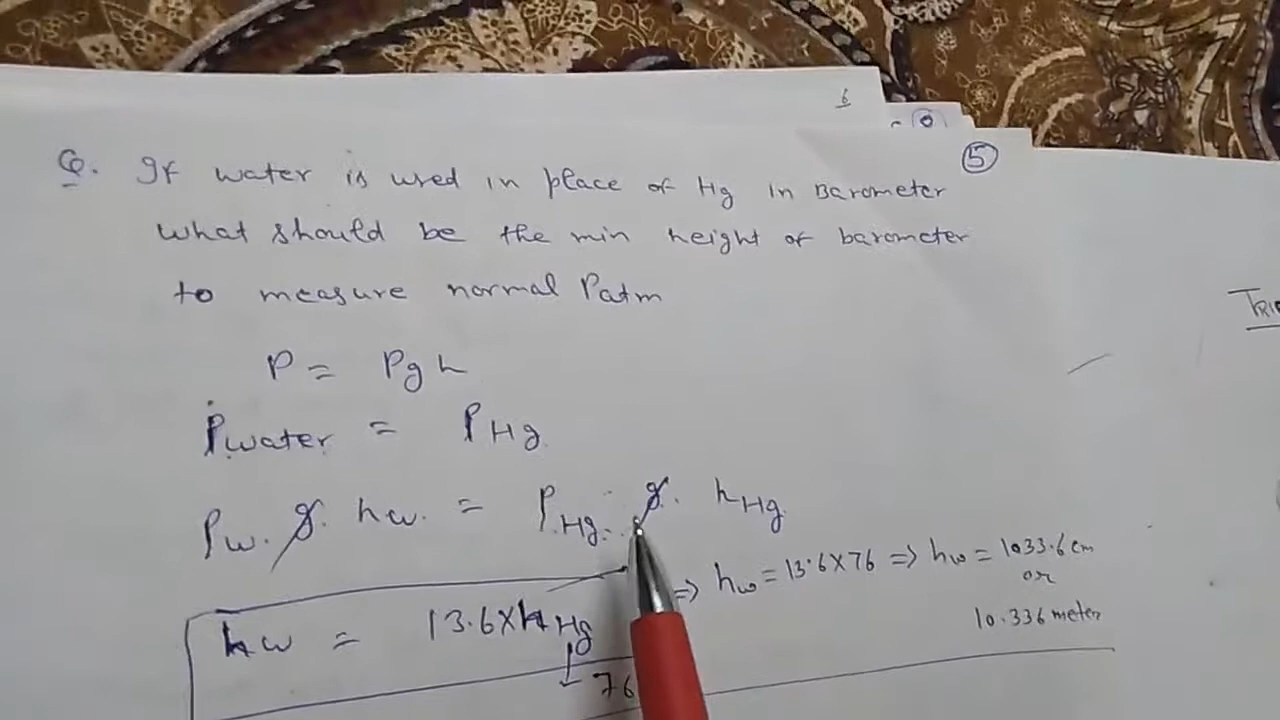 6
5
Q. If water is used in place of Hg in Barometer
what should be the min height of barometer
to measure normal Patm
P = ρgh
Pwater = PHg
ρw. g. hw. = ρHg. g. hHg.
hw = 13.6×hHg ⇒ hw = 13.6×76 ⇒ hw = 1033.6 cm
or
10.336 meter
76